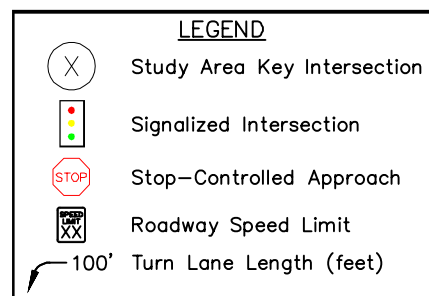 LEGEND
X Study Area Key Intersection
Signalized Intersection
STOP Stop-Controlled Approach
SPEED
LIMIT
XX Roadway Speed Limit
100' Turn Lane Length (feet)